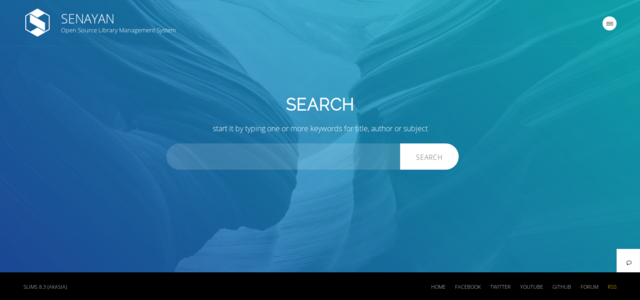 SENAYAN
Open Source Library Management System
SEARCH
start it by typing one or more keywords for title, author or subject
SEARCH
SLIMS 8.3 (AKASIA)
HOME FACEBOOK TWITTER YOUTUBE GITHUB FORUM RSS